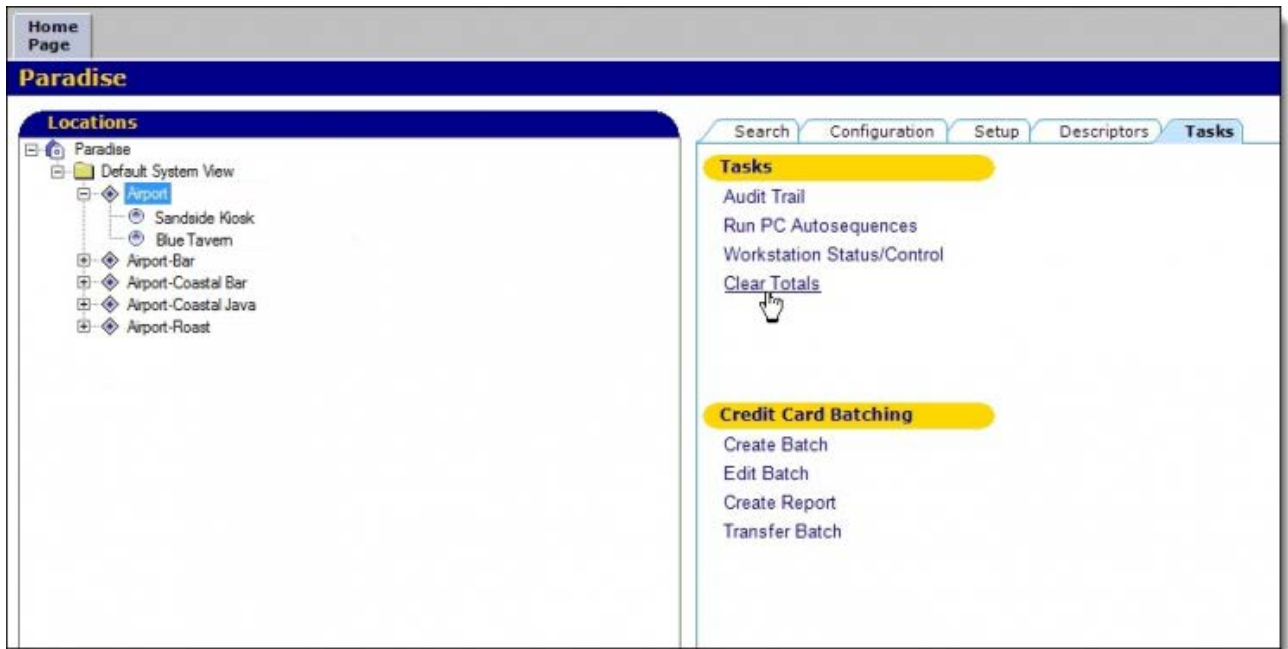 Home
Page
Paradise
Locations
Paradise
Default System View
Airport
Sandside Kiosk
Blue Tavern
Airport-Bar
Airport-Coastal Bar
Airport-Coastal Java
Airport-Roast
Search Configuration Setup Descriptors Tasks
Tasks
Audit Trail
Run PC Autosequences
Workstation Status/Control
Clear Totals
Credit Card Batching
Create Batch
Edit Batch
Create Report
Transfer Batch